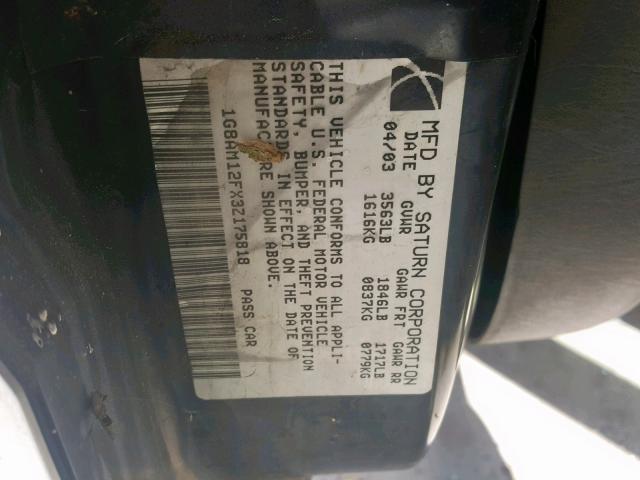 MFD BY SATURN CORPORATION
DATE GVWR GAWR FRT GAWR RR
04/03 3563LB 1846LB 1717LB
1616KG 0837KG 0779KG
THIS VEHICLE CONFORMS TO ALL APPLI-
CABLE U.S. FEDERAL MOTOR VEHICLE
SAFETY, BUMPER, AND THEFT PREVENTION
STANDARDS IN EFFECT ON THE DATE OF
MANUFACTURE SHOWN ABOVE.
1G8AM12FX3Z175818 PASS CAR